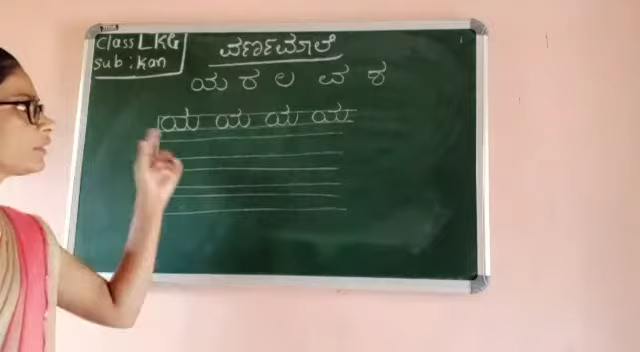 Class LKG
Sub : kan
ವರ್ಣಮಾಲೆ
ಯ ರ ಲ ವ ಶ
ಯ ಯ ಯ ಯ